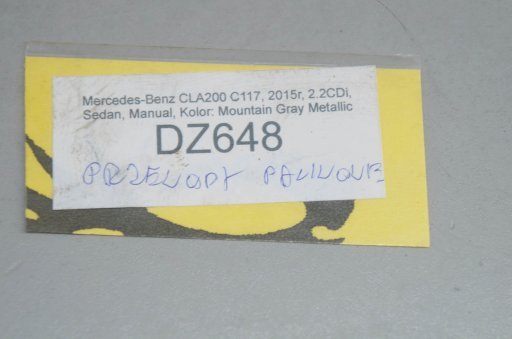 Mercedes-Benz CLA200 C117, 2015r, 2.2CDi,
Sedan, Manual, Kolor: Mountain Gray Metallic
DZ648
PRZEWODY PALIWOWE